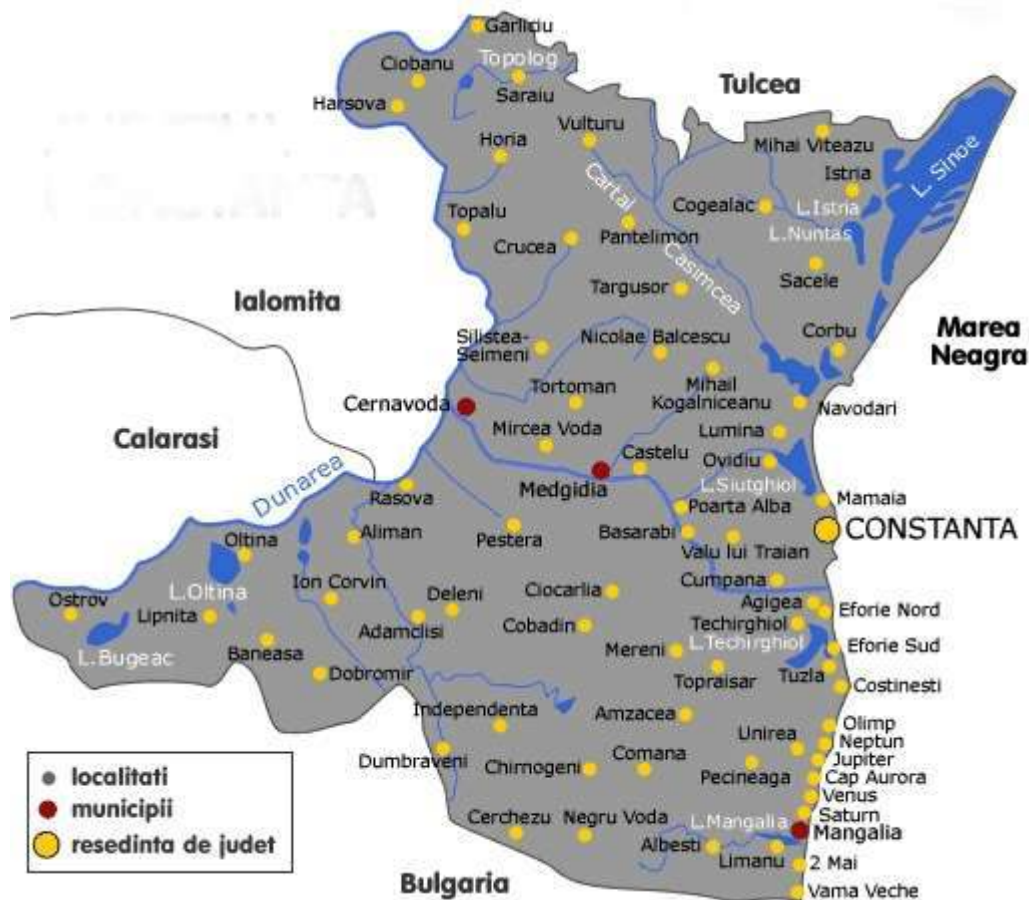 Garliciu
Ciobanu
Topolog
Saraiu
Harsova
Tulcea
Horia
Vulturu
Mihai Viteazu
L. Sinoe
Istria
Cartal
Cogealac
L.Istria
Topalu
Crucea
Pantelimon
L.Nuntas
Casimcea
Sacele
Targusor
Ialomita
Silistea-
Seimeni
Nicolae Balcescu
Corbu
Marea
Neagra
Tortoman
Mihail
Kogalniceanu
Cernavoda
Navodari
Calarasi
Mircea Voda
Lumina
Castelu
Ovidiu
Dunarea
Medgidia
L.Siutghiol
Rasova
Mamaia
Poarta Alba
Oltina
Aliman
Pestera
Basarabi
CONSTANTA
Valu lui Traian
Ion Corvin
Cumpana
L.Oltina
Ostrov
Lipnita
Deleni
Ciocarlia
Agigea
Eforie Nord
Adamclisi
Cobadin
Techirghiol
L.Bugeac
Baneasa
Mereni
L.Techirghiol
Eforie Sud
Dobromir
Topraisar
Tuzla
Costinesti
Independenta
Amzacea
Olimp
Unirea
Neptun
Dumbraveni
Comana
Jupiter
Chirnogeni
Pecineaga
Cap Aurora
Venus
Saturn
Cerchezu
Negru Voda
L.Mangalia
Mangalia
Albesti
Limanu
2 Mai
Bulgaria
Vama Veche
localitati
municipii
resedinta de judet